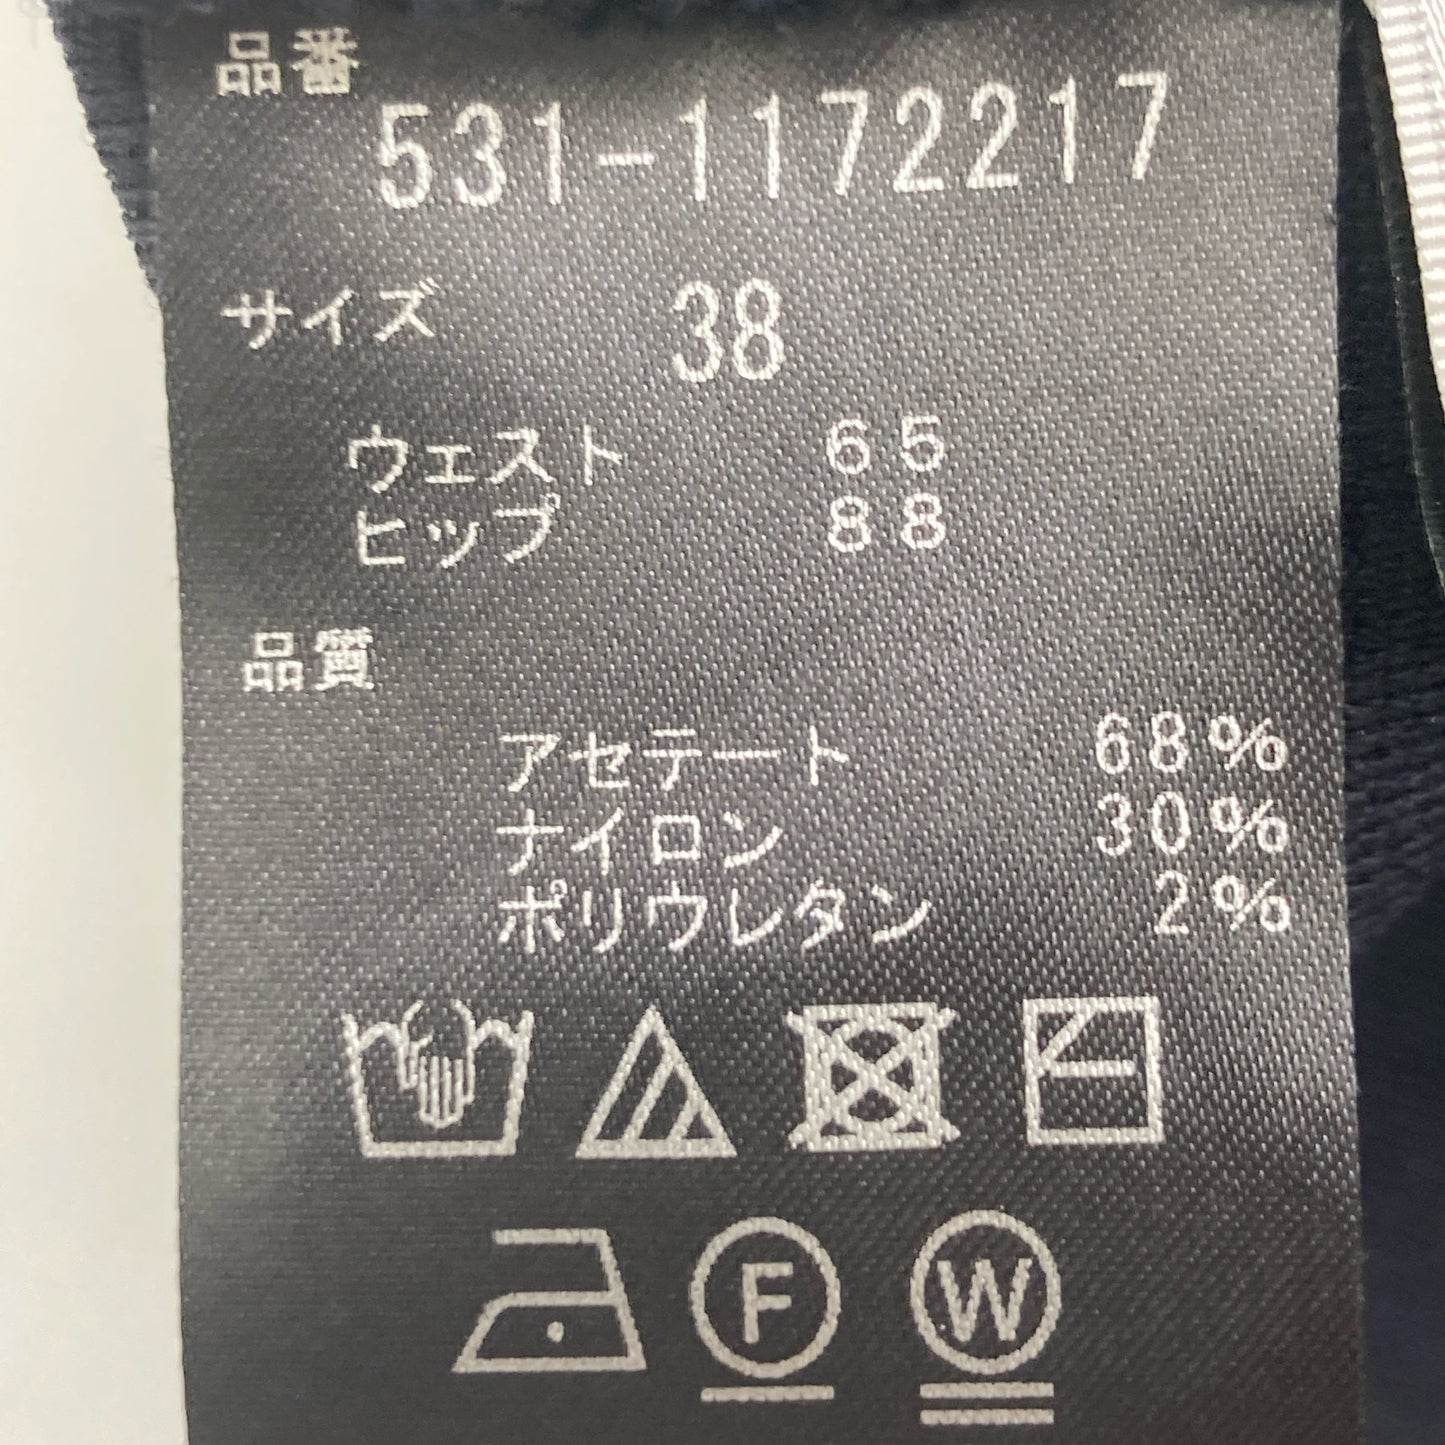 品番
531-1172217
サイズ 38
ウェスト 65
ヒップ 88
品質
アセテート 68%
ナイロン 30%
ポリウレタン 2%
F W